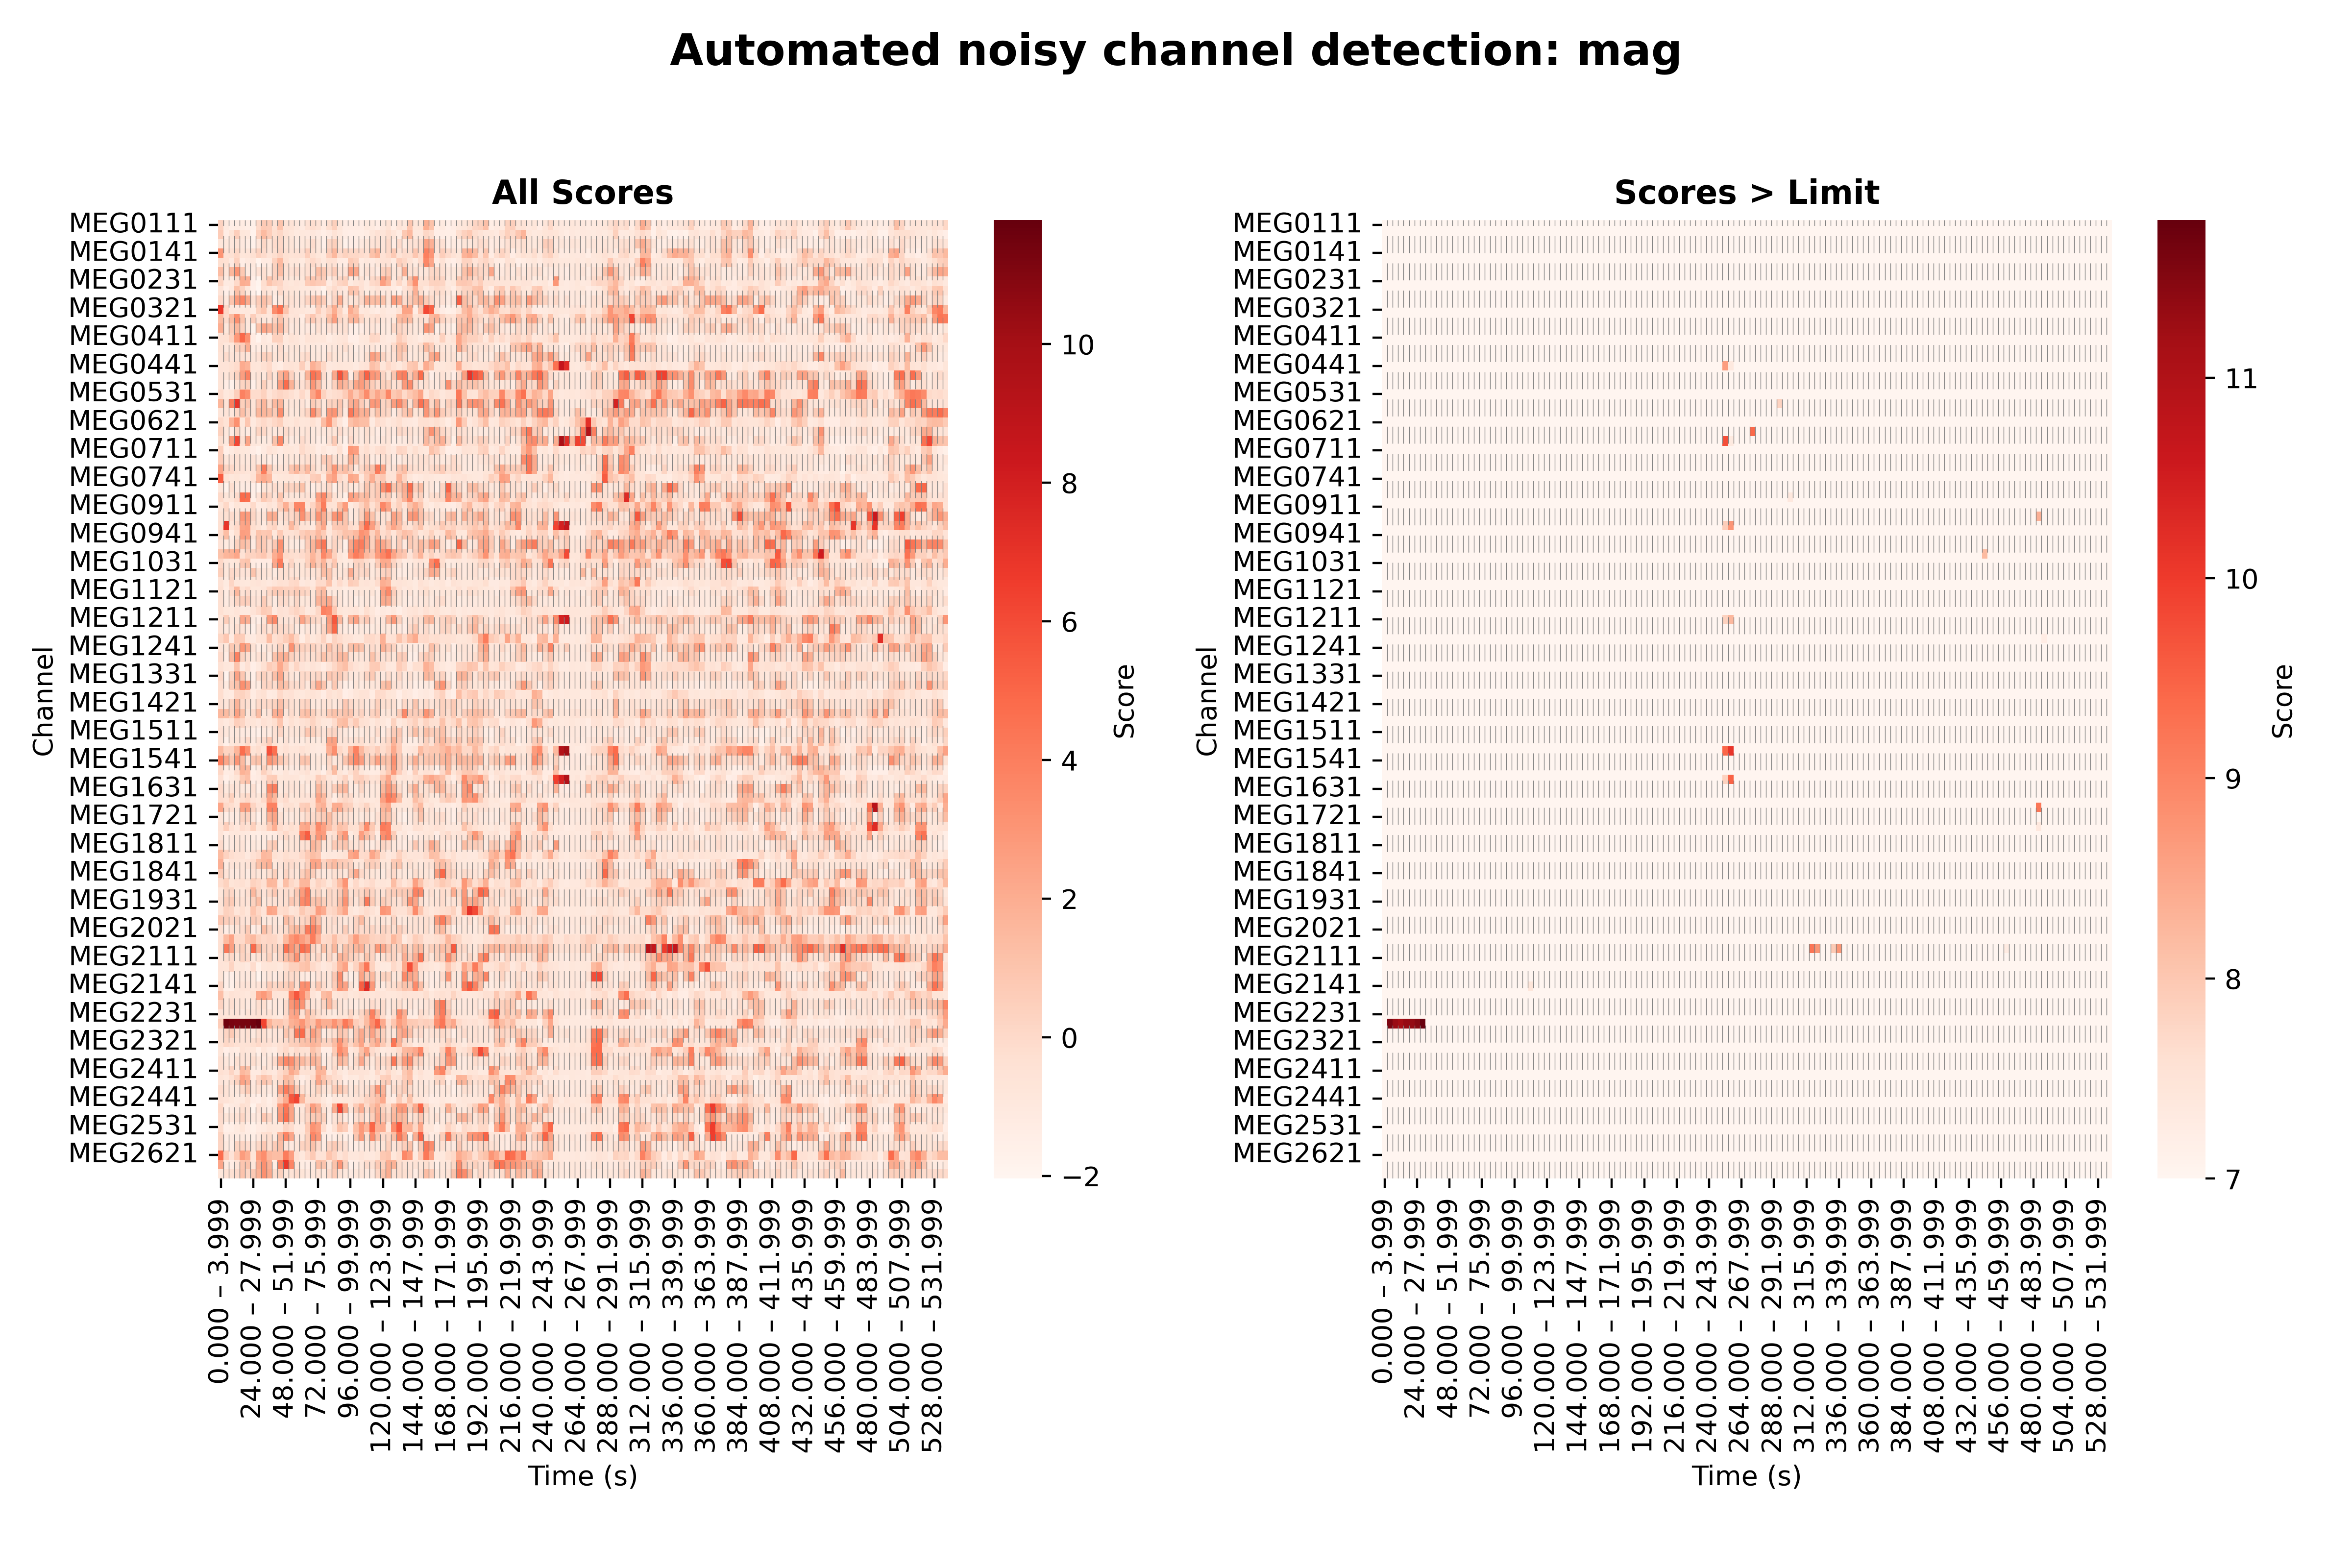 Automated noisy channel detection: mag
All Scores
MEG0111
MEG0141
MEG0231
MEG0321
MEG0411
MEG0441
MEG0531
MEG0621
MEG0711
MEG0741
MEG0911
MEG0941
MEG1031
MEG1121
MEG1211
MEG1241
MEG1331
MEG1421
MEG1511
MEG1541
MEG1631
MEG1721
MEG1811
MEG1841
MEG1931
MEG2021
MEG2111
MEG2141
MEG2231
MEG2321
MEG2411
MEG2441
MEG2531
MEG2621
Channel
0.000 – 3.999
24.000 – 27.999
48.000 – 51.999
72.000 – 75.999
96.000 – 99.999
120.000 – 123.999
144.000 – 147.999
168.000 – 171.999
192.000 – 195.999
216.000 – 219.999
240.000 – 243.999
264.000 – 267.999
288.000 – 291.999
312.000 – 315.999
336.000 – 339.999
360.000 – 363.999
384.000 – 387.999
408.000 – 411.999
432.000 – 435.999
456.000 – 459.999
480.000 – 483.999
504.000 – 507.999
528.000 – 531.999
Time (s)
10
8
6
4
2
0
−2
Score
Scores > Limit
MEG0111
MEG0141
MEG0231
MEG0321
MEG0411
MEG0441
MEG0531
MEG0621
MEG0711
MEG0741
MEG0911
MEG0941
MEG1031
MEG1121
MEG1211
MEG1241
MEG1331
MEG1421
MEG1511
MEG1541
MEG1631
MEG1721
MEG1811
MEG1841
MEG1931
MEG2021
MEG2111
MEG2141
MEG2231
MEG2321
MEG2411
MEG2441
MEG2531
MEG2621
Channel
0.000 – 3.999
24.000 – 27.999
48.000 – 51.999
72.000 – 75.999
96.000 – 99.999
120.000 – 123.999
144.000 – 147.999
168.000 – 171.999
192.000 – 195.999
216.000 – 219.999
240.000 – 243.999
264.000 – 267.999
288.000 – 291.999
312.000 – 315.999
336.000 – 339.999
360.000 – 363.999
384.000 – 387.999
408.000 – 411.999
432.000 – 435.999
456.000 – 459.999
480.000 – 483.999
504.000 – 507.999
528.000 – 531.999
Time (s)
11
10
9
8
7
Score